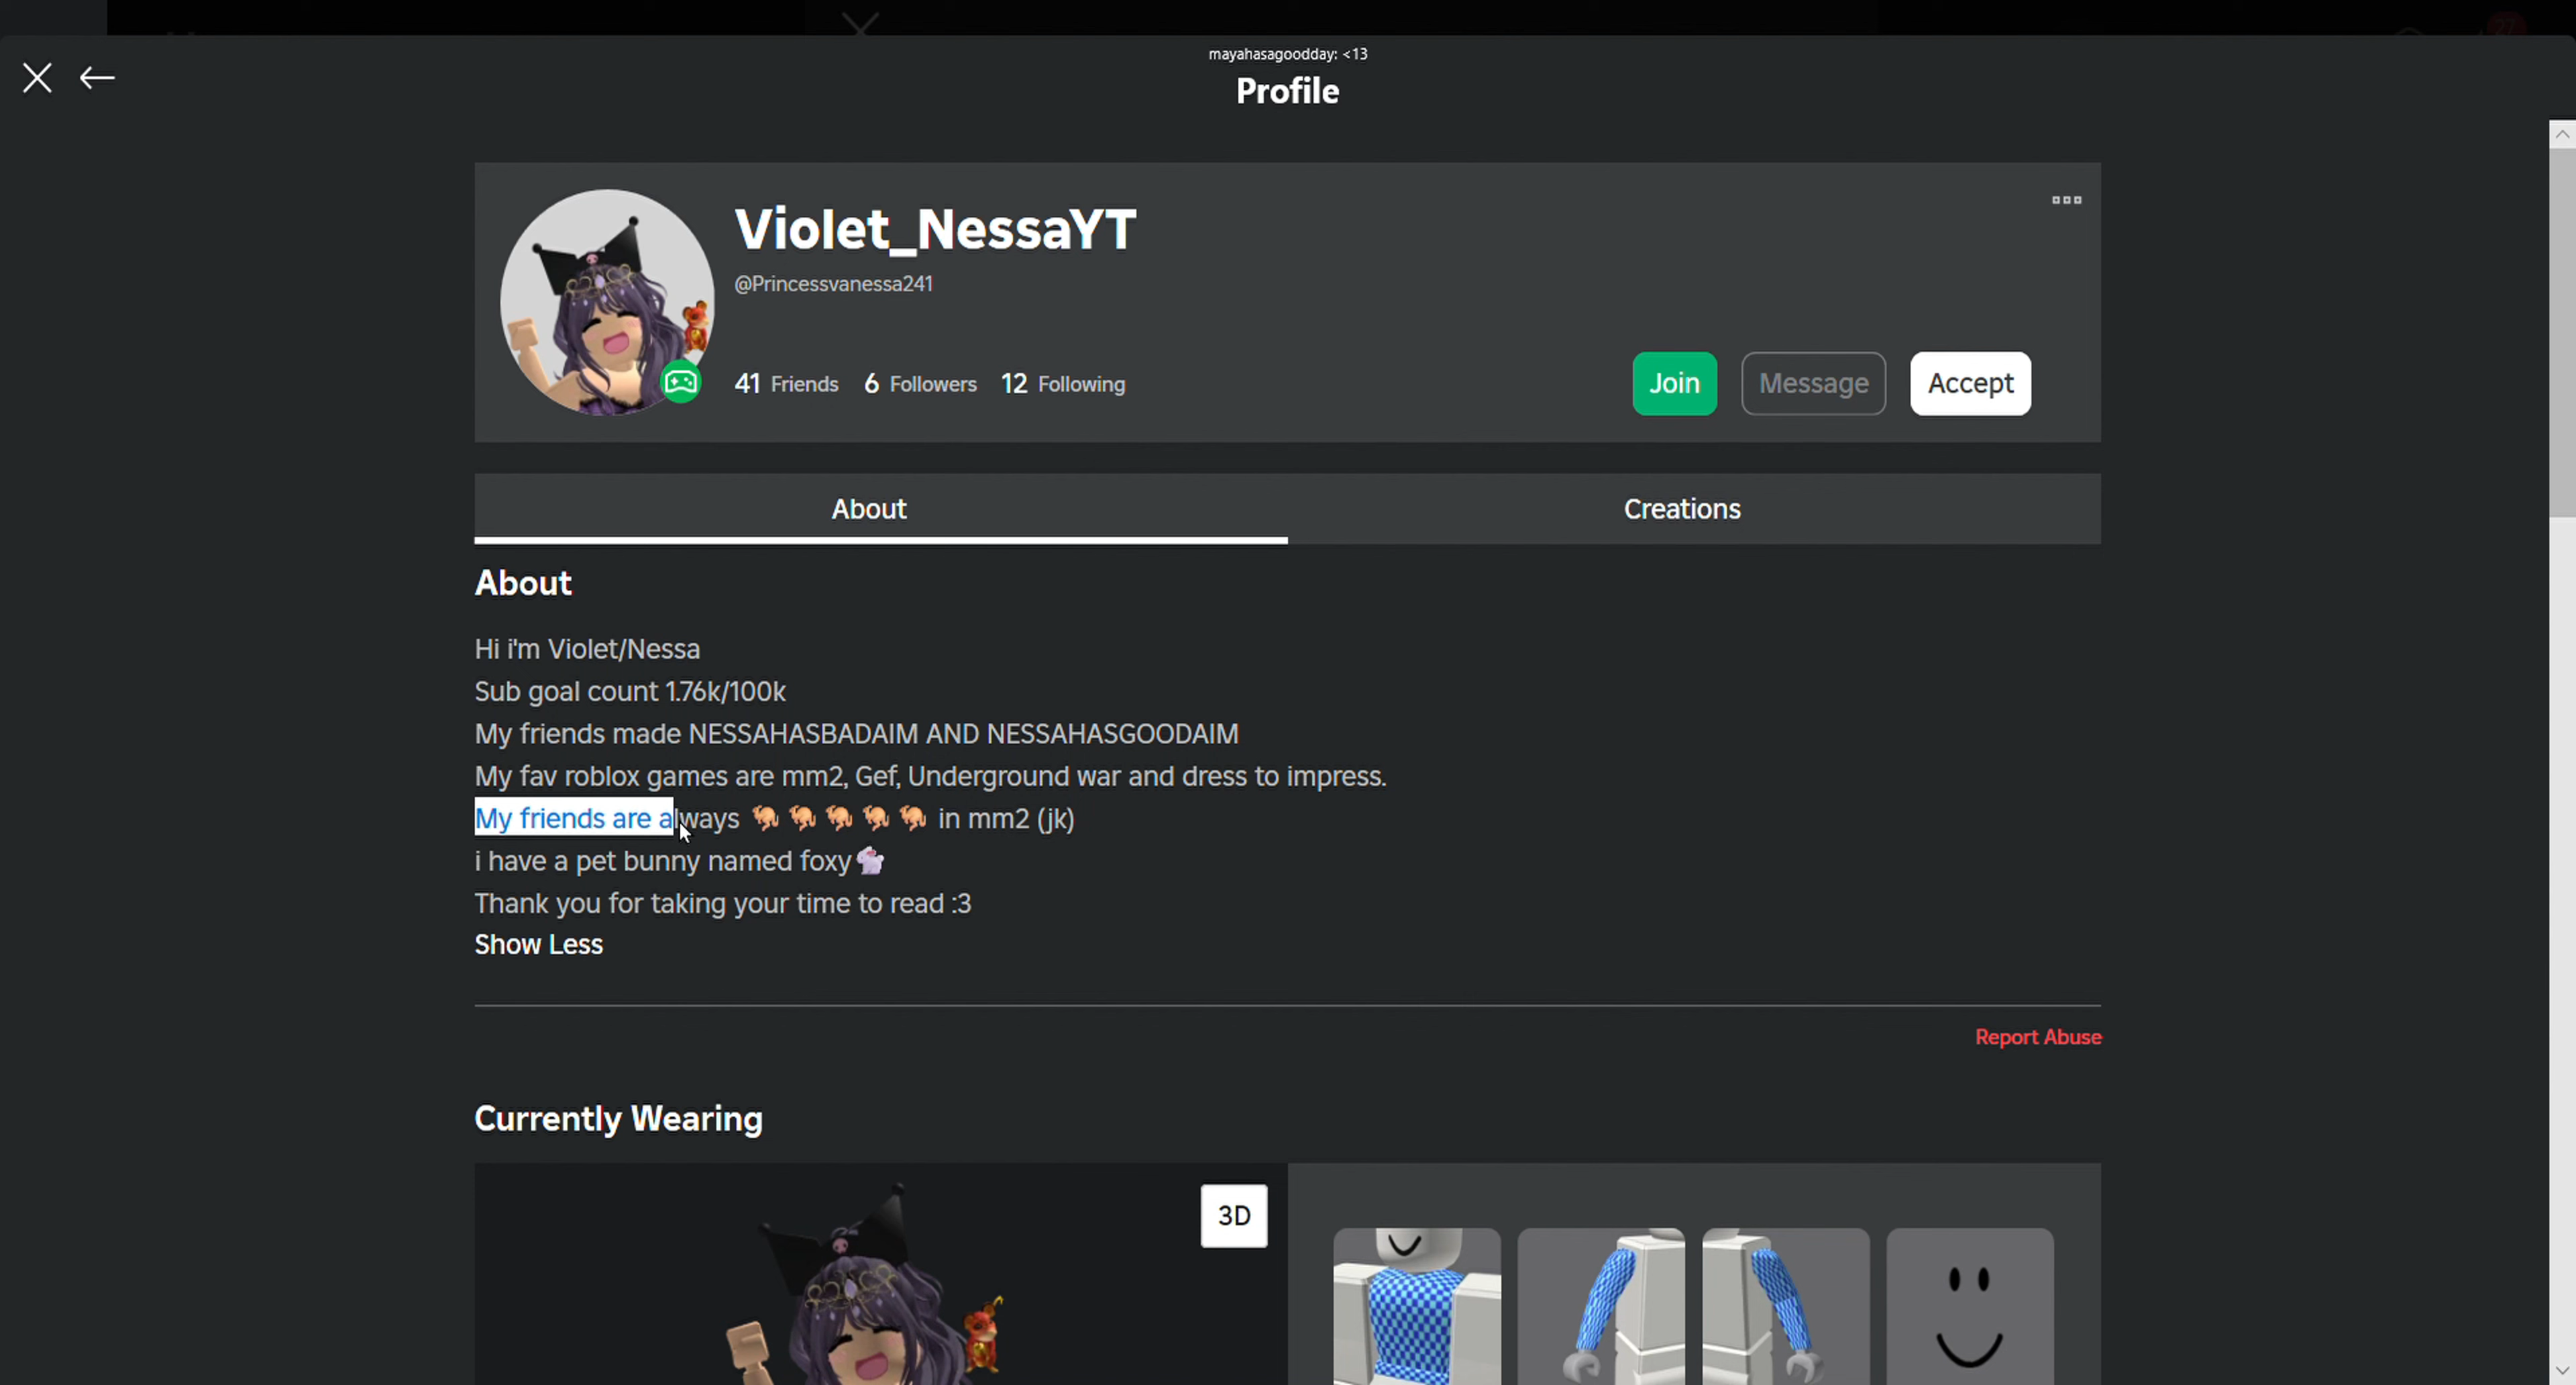 mayahasagoodday: <13
Profile
Violet_NessaYT
@Princessvanessa241
41 Friends 6 Followers 12 Following
Join Message Accept
About Creations
About
Hi i'm Violet/Nessa
Sub goal count 1.76k/100k
My friends made NESSAHASBADAIM AND NESSAHASGOODAIM
My fav roblox games are mm2, Gef, Underground war and dress to impress.
My friends are always 🦘 🦘 🦘 🦘 🦘 in mm2 (jk)
i have a pet bunny named foxy🐇
Thank you for taking your time to read :3
Show Less
Report Abuse
Currently Wearing
3D